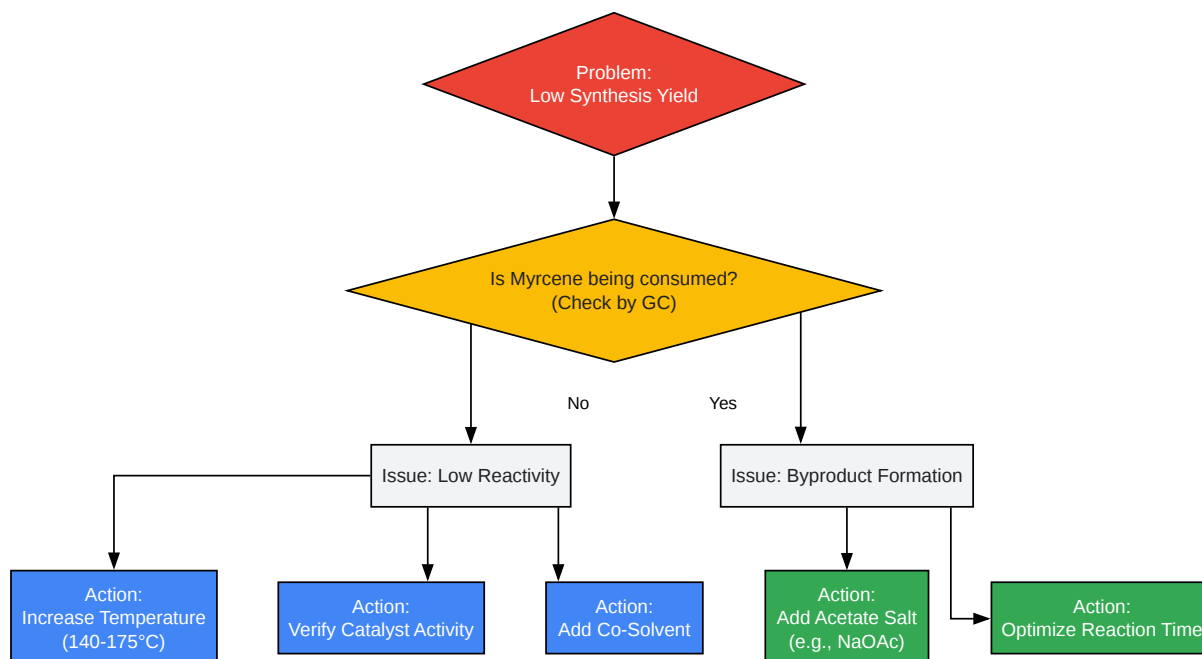 Problem:
Low Synthesis Yield
Is Myrcene being consumed?
(Check by GC)
No
Yes
Issue: Low Reactivity
Issue: Byproduct Formation
Action:
Increase Temperature
(140-175°C)
Action:
Verify Catalyst Activity
Action:
Add Co-Solvent
Action:
Add Acetate Salt
(e.g., NaOAc)
Action:
Optimize Reaction Time